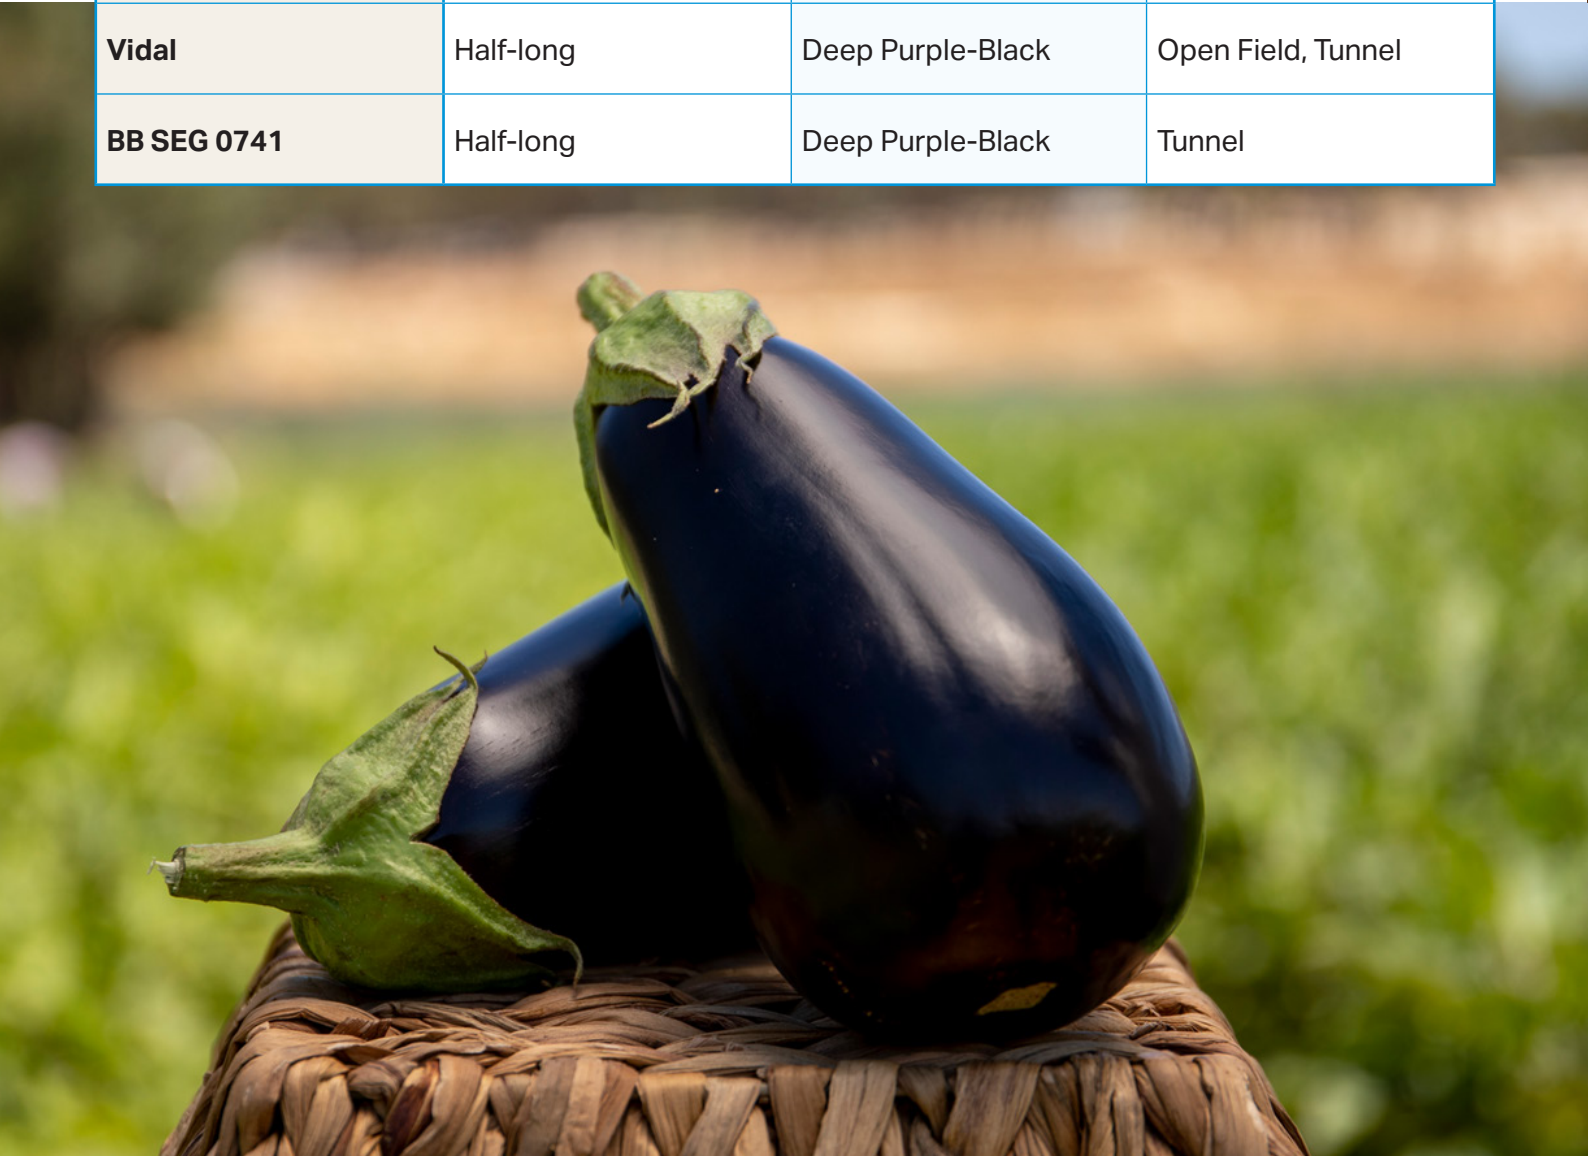 Vidal Half-long Deep Purple-Black Open Field, Tunnel
BB SEG 0741 Half-long Deep Purple-Black Tunnel